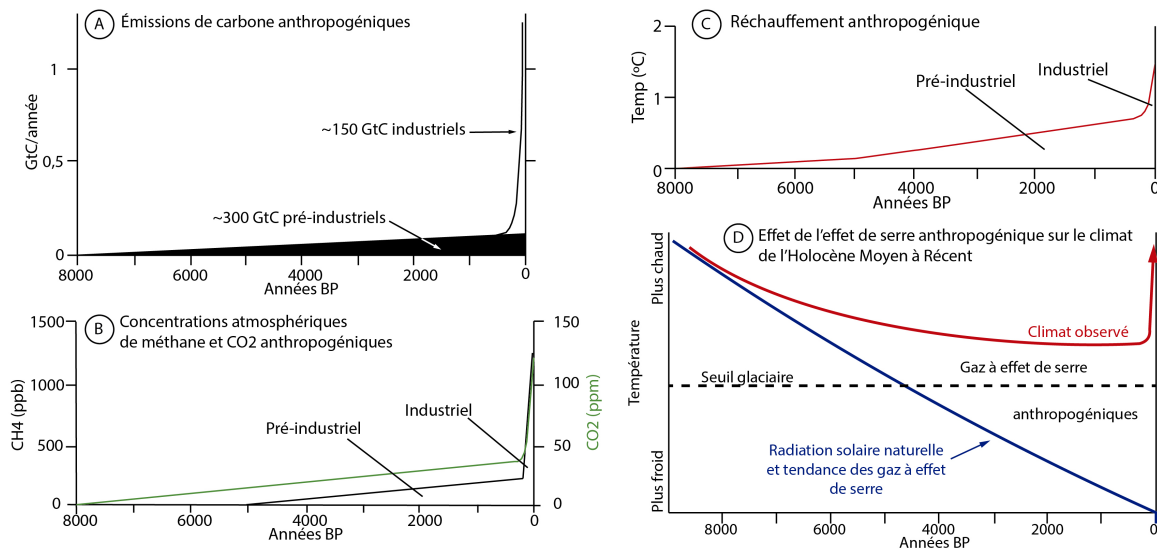 A Émissions de carbone anthropogéniques
GtC/année
1
0,5
0
~150 GtC industriels
~300 GtC pré-industriels
8000 6000 4000 2000 0
Années BP
B Concentrations atmosphériques
de méthane et CO2 anthropogéniques
CH4 (ppb)
1500
1000
500
0
CO2 (ppm)
150
100
50
0
Industriel
Pré-industriel
8000 6000 4000 2000 0
Années BP
C Réchauffement anthropogénique
Temp (ºC)
2
1
0
Industriel
Pré-industriel
8000 6000 4000 2000 0
Années BP
D Effet de l'effet de serre anthropogénique sur le climat
de l'Holocène Moyen à Récent
Plus chaud
Température
Plus froid
Climat observé
Seuil glaciaire
Gaz à effet de serre
anthropogéniques
Radiation solaire naturelle
et tendance des gaz à effet
de serre
8000 6000 4000 2000 0
Années BP